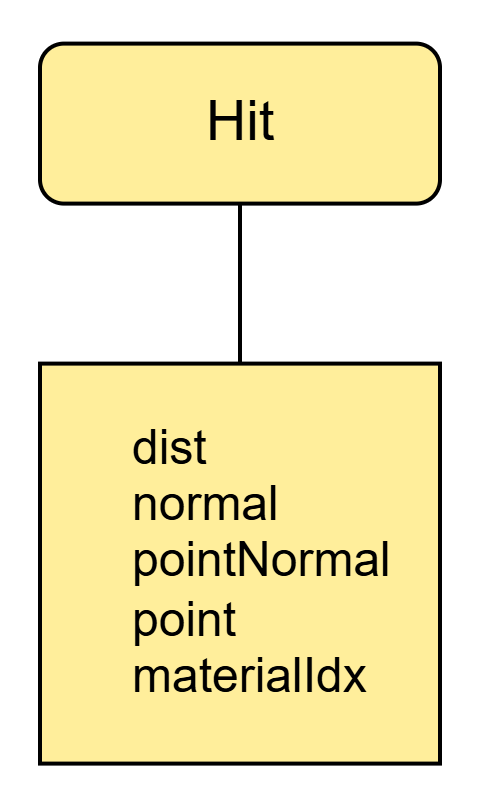 Hit
dist
normal
pointNormal
point
materialIdx